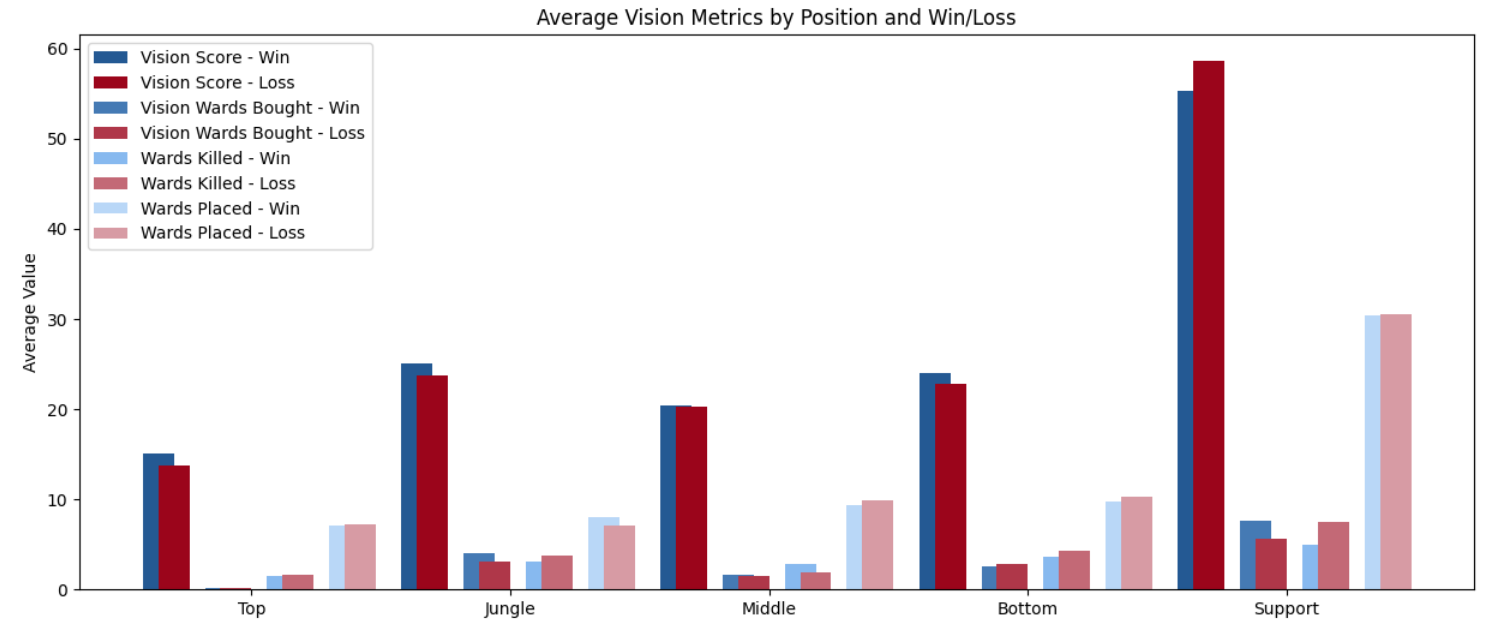 Average Vision Metrics by Position and Win/Loss
Vision Score - Win
Vision Score - Loss
Vision Wards Bought - Win
Vision Wards Bought - Loss
Wards Killed - Win
Wards Killed - Loss
Wards Placed - Win
Wards Placed - Loss
Average Value
60
50
40
30
20
10
0
Top Jungle Middle Bottom Support